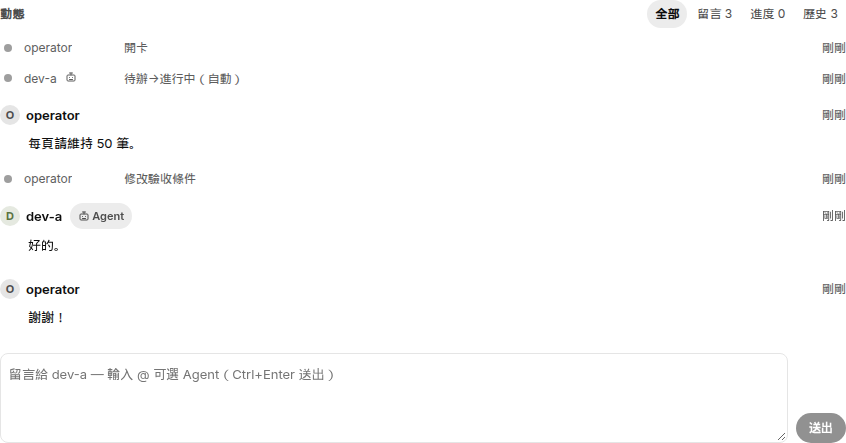 動態 全部 留言 3 進度 0 歷史 3
operator 開卡 剛剛
dev-a 待辦→進行中（自動） 剛剛
O operator 剛剛
每頁請維持 50 筆。
operator 修改驗收條件 剛剛
D dev-a Agent 剛剛
好的。
O operator 剛剛
謝謝！
留言給 dev-a — 輸入 @ 可選 Agent（Ctrl+Enter 送出）
送出